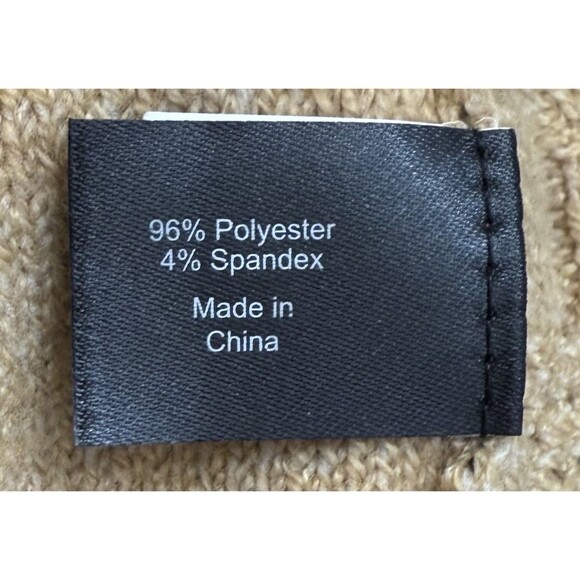 96% Polyester
4% Spandex
Made in
China